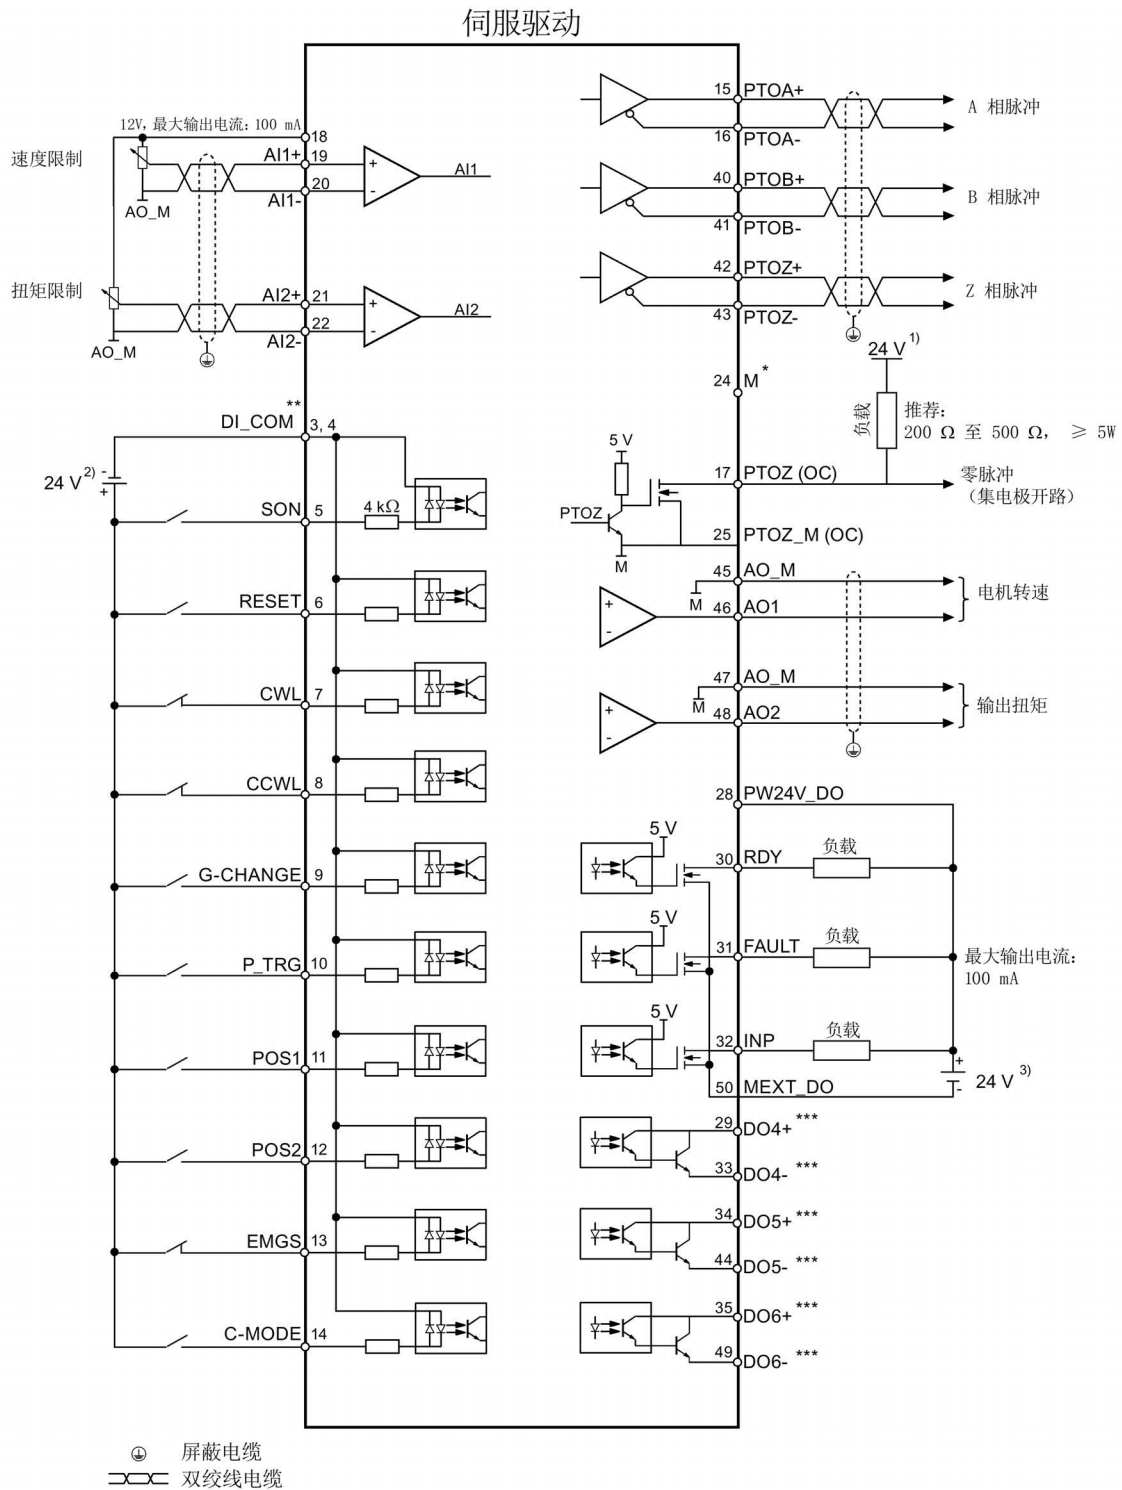 伺服驱动
12V, 最大输出电流: 100 mA
18
速度限制
AI1+ 19
AI1- 20
+
-
AI1
AO_M
扭矩限制
AI2+ 21
AI2- 22
+
-
AI2
AO_M
15 PTOA+
16 PTOA-
A 相脉冲
40 PTOB+
41 PTOB-
B 相脉冲
42 PTOZ+
43 PTOZ-
Z 相脉冲
24 M*
24 V 1)
负载
推荐:
200 Ω 至 500 Ω, ≥ 5W
5 V
PTOZ
M
17 PTOZ (OC)
零脉冲
(集电极开路)
25 PTOZ_M (OC)
45 AO_M
M
46 AO1
+
-
电机转速
47 AO_M
M
48 AO2
+
-
输出扭矩
**
DI_COM 3, 4
24 V 2) -
+
SON 5
4 kΩ
RESET 6
CWL 7
CCWL 8
G-CHANGE 9
P_TRG 10
POS1 11
POS2 12
EMGS 13
C-MODE 14
28 PW24V_DO
5 V
30 RDY
负载
5 V
31 FAULT
负载
最大输出电流:
100 mA
5 V
32 INP
负载
+
-
24 V 3)
50 MEXT_DO
29 DO4+ ***
33 DO4- ***
34 DO5+ ***
44 DO5- ***
35 DO6+ ***
49 DO6- ***
屏蔽电缆
双绞线电缆